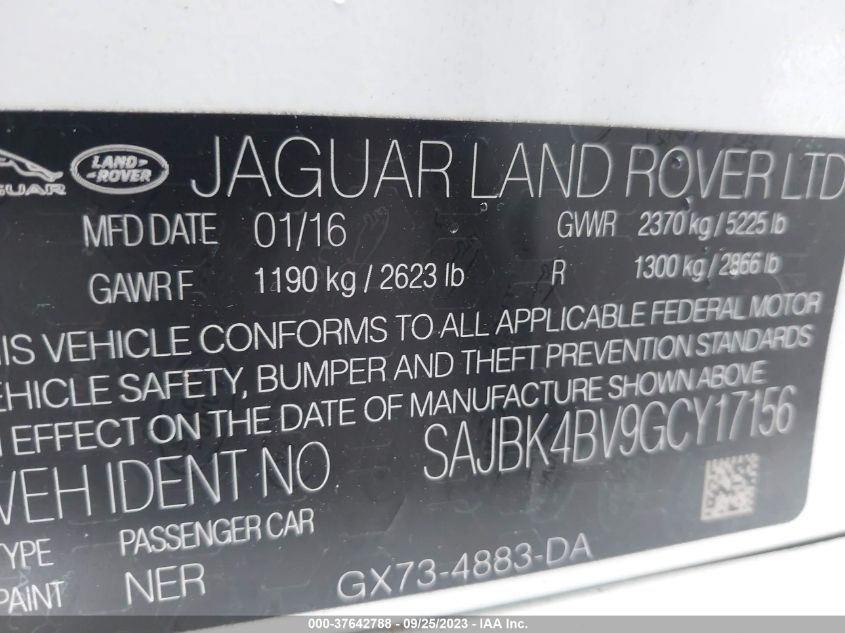 LAND-
ROVER JAGUAR LAND ROVER LTD
MFD DATE 01/16 GVWR 2370 kg / 5225 lb
GAWR F 1190 kg / 2623 lb R 1300 kg / 2866 lb
VEHICLE CONFORMS TO ALL APPLICABLE FEDERAL MOTOR
SAFETY, BUMPER AND THEFT PREVENTION STANDARDS
EFFECT ON THE DATE OF MANUFACTURE SHOWN ABOVE
VEH IDENT NO SAJBK4BV9GCY17156
TYPE PASSENGER CAR
PAINT NER GX73-4883-DA
000-37642788 - 09/25/2023 - IAA Inc.